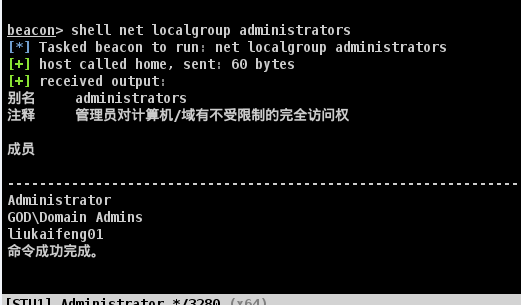 beacon> shell net localgroup administrators
[*] Tasked beacon to run: net localgroup administrators
[+] host called home, sent: 60 bytes
[+] received output:
别名     administrators
注释     管理员对计算机/域有不受限制的完全访问权
成员
-------------------------------------------------------------------------------
Administrator
GOD\Domain Admins
liukaifeng01
命令成功完成。
[STU1] Administrator */3280 (x64)